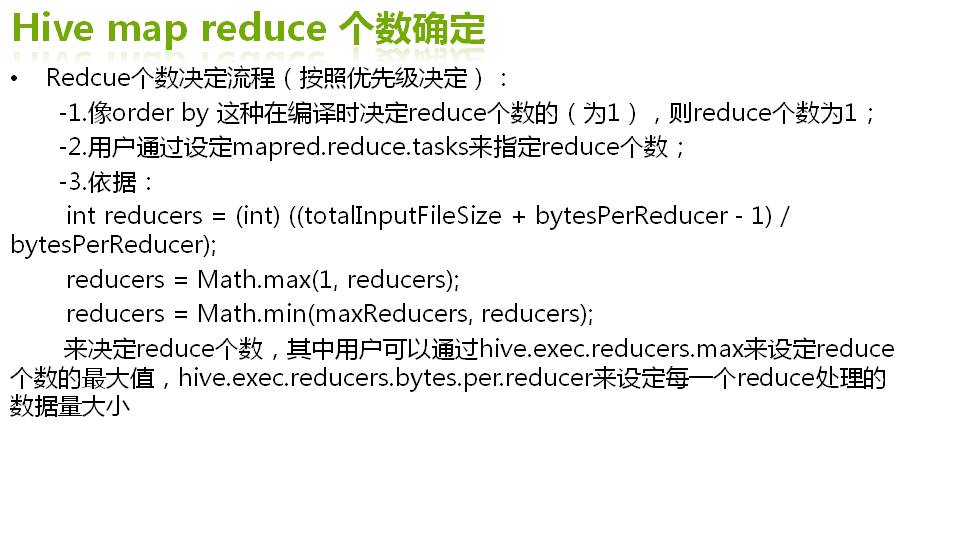 Hive map reduce 个数确定
• Redcue个数决定流程（按照优先级决定）：
-1.像order by 这种在编译时决定reduce个数的（为1），则reduce个数为1；
-2.用户通过设定mapred.reduce.tasks来指定reduce个数；
-3.依据：
int reducers = (int) ((totalInputFileSize + bytesPerReducer - 1) /
bytesPerReducer);
reducers = Math.max(1, reducers);
reducers = Math.min(maxReducers, reducers);
来决定reduce个数，其中用户可以通过hive.exec.reducers.max来设定reduce
个数的最大值，hive.exec.reducers.bytes.per.reducer来设定每一个reduce处理的
数据量大小